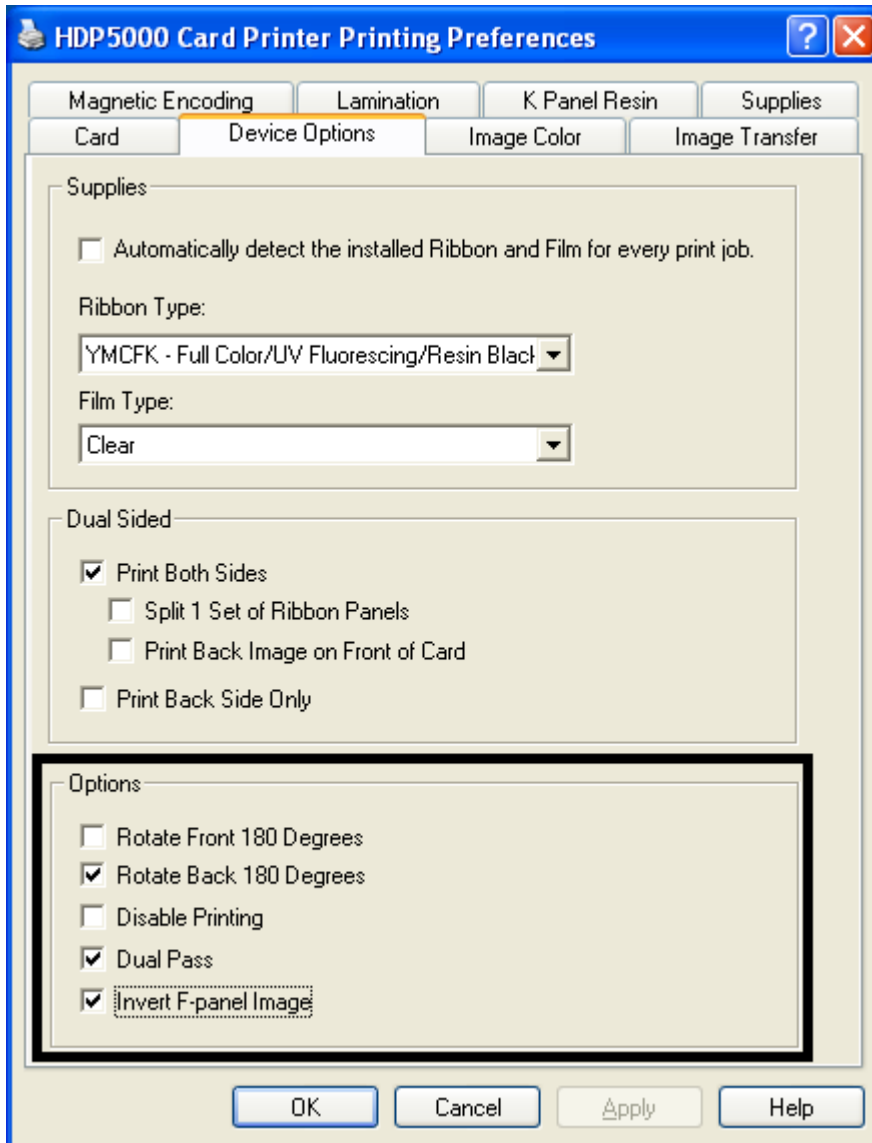 HDP5000 Card Printer Printing Preferences
Magnetic Encoding Lamination K Panel Resin Supplies
Card Device Options Image Color Image Transfer
Supplies
Automatically detect the installed Ribbon and Film for every print job.
Ribbon Type:
YMCFK - Full Color/UV Fluorescing/Resin Blacl
Film Type:
Clear
Dual Sided
Print Both Sides
Split 1 Set of Ribbon Panels
Print Back Image on Front of Card
Print Back Side Only
Options
Rotate Front 180 Degrees
Rotate Back 180 Degrees
Disable Printing
Dual Pass
Invert F-panel Image
OK Cancel Apply Help